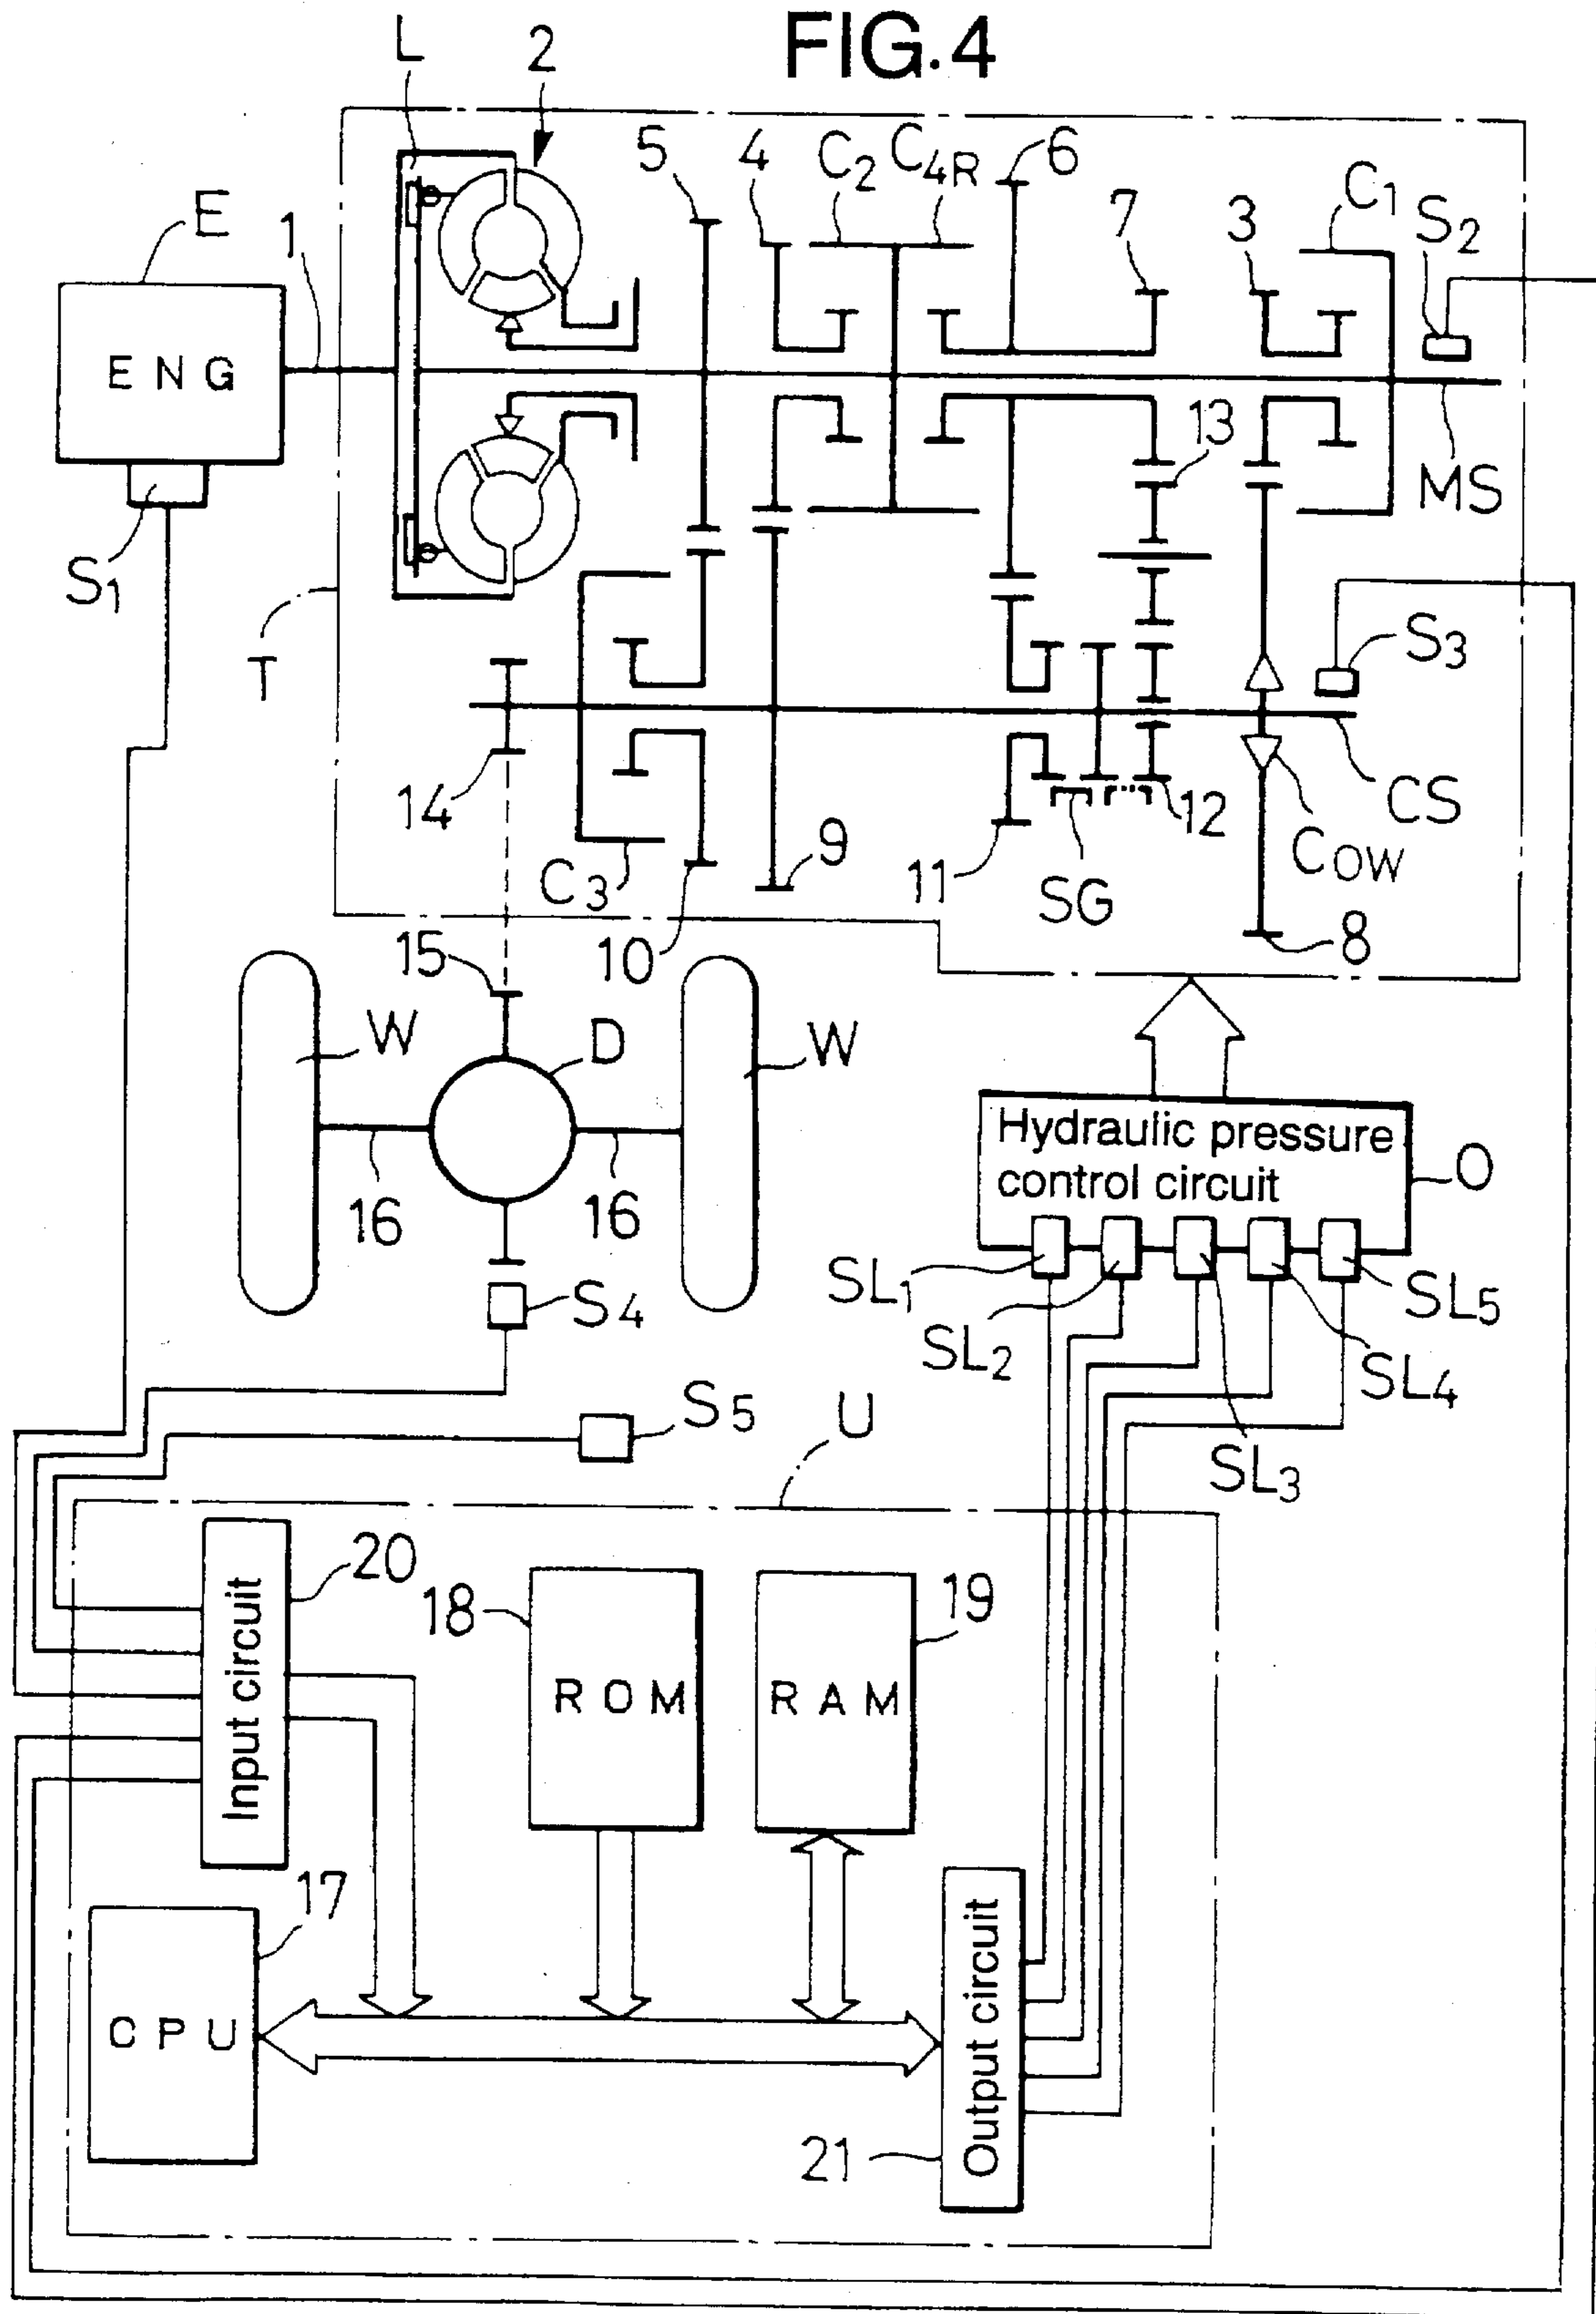 FIG. 4
L
2
5
4
C2
C4R
6
7
3
C1
S2
E
1
ENG
13
MS
S1
T
S3
14
C3
10
9
11
SG
12
COW
CS
8
15
W
D
W
16
16
Hydraulic pressure
control circuit
O
SL1
SL2
SL3
SL4
SL5
S4
S5
U
20
Input circuit
18
ROM
19
RAM
17
CPU
21
Output circuit